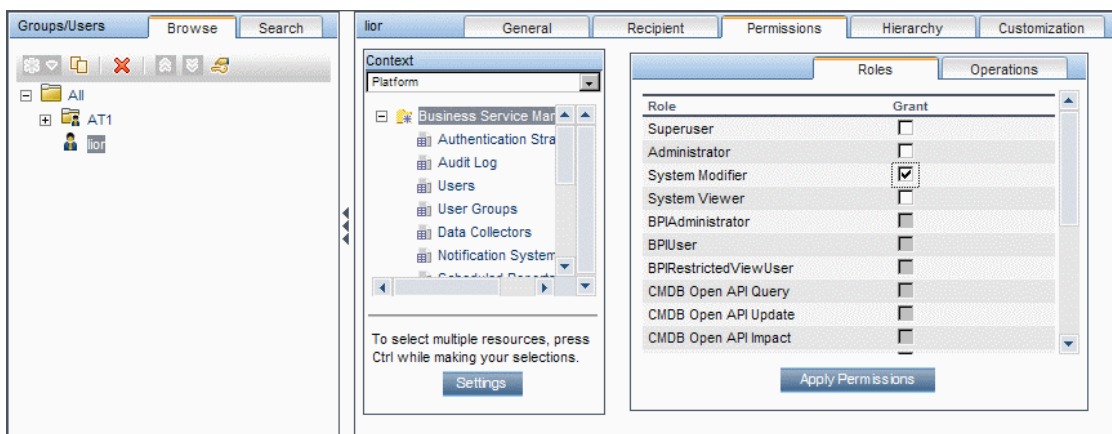 Groups/Users
Browse
Search
All
AT1
lior
lior
General
Recipient
Permissions
Hierarchy
Customization
Context
Platform
Business Service Mar
Authentication Stra
Audit Log
Users
User Groups
Data Collectors
Notification System
To select multiple resources, press
Ctrl while making your selections.
Settings
Roles
Operations
Role Grant
Superuser
Administrator
System Modifier
System Viewer
BPIAdministrator
BPIUser
BPIRestrictedViewUser
CMDB Open API Query
CMDB Open API Update
CMDB Open API Impact
Apply Permissions